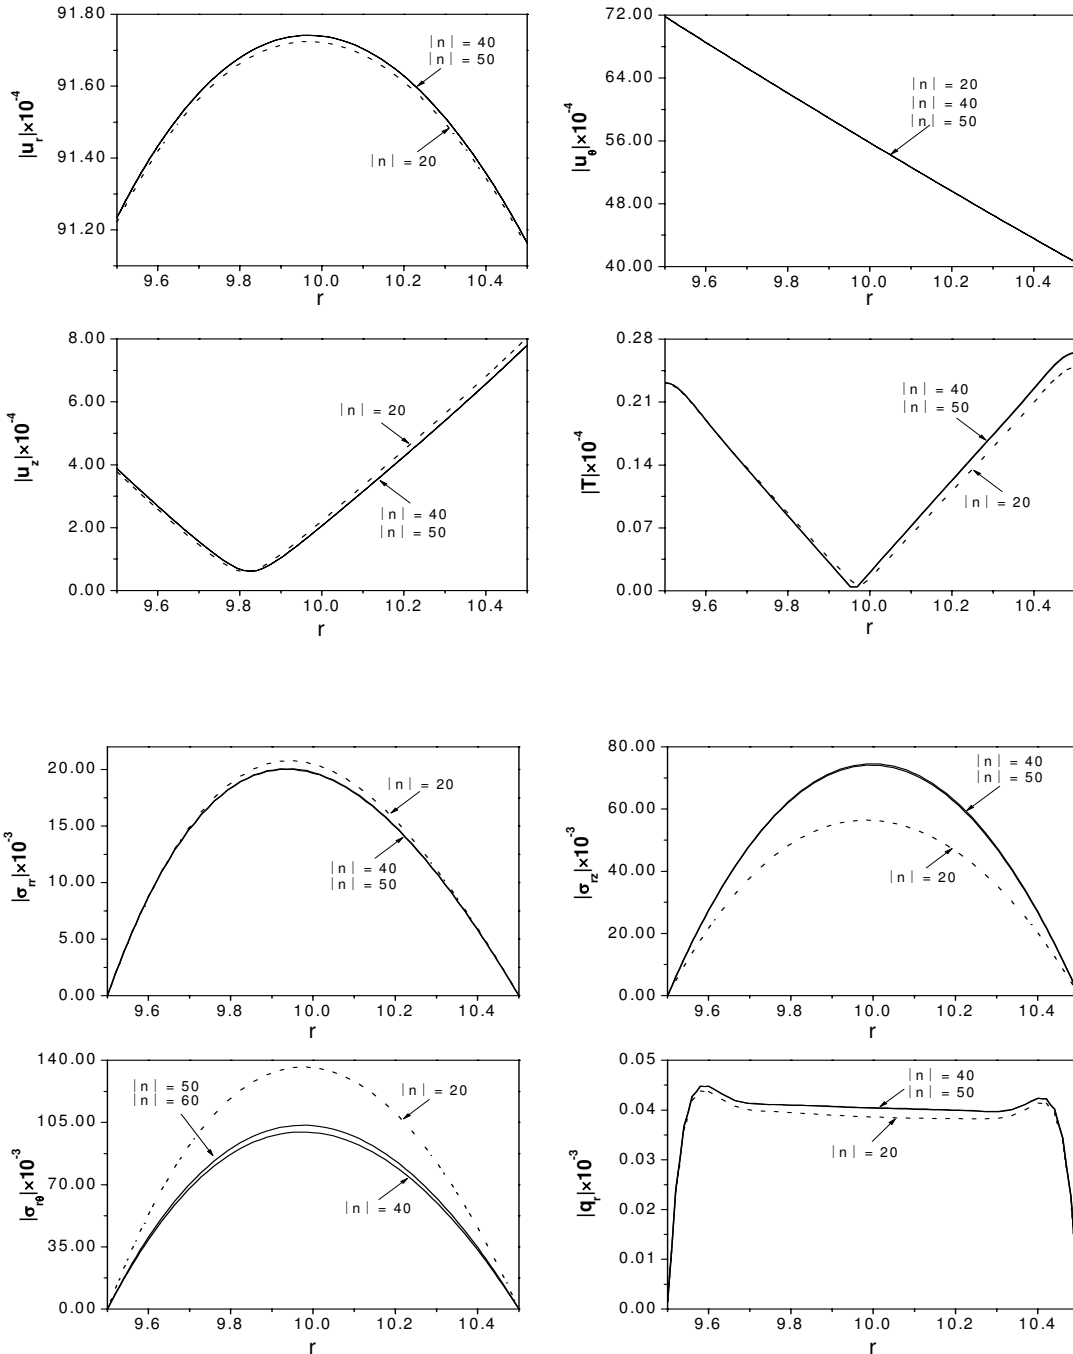 91.80
91.60
91.40
91.20
|u_r|×10^-4
|n| = 40
|n| = 50
|n| = 20
9.6 9.8 10.0 10.2 10.4
r
72.00
64.00
56.00
48.00
40.00
|u_θ|×10^-4
|n| = 20
|n| = 40
|n| = 50
9.6 9.8 10.0 10.2 10.4
r
8.00
6.00
4.00
2.00
0.00
|u_z|×10^-4
|n| = 20
|n| = 40
|n| = 50
9.6 9.8 10.0 10.2 10.4
r
0.28
0.21
0.14
0.07
0.00
|T|×10^-4
|n| = 40
|n| = 50
|n| = 20
9.6 9.8 10.0 10.2 10.4
r
20.00
15.00
10.00
5.00
0.00
|σ_rr|×10^-3
|n| = 20
|n| = 40
|n| = 50
9.6 9.8 10.0 10.2 10.4
r
80.00
60.00
40.00
20.00
0.00
|σ_rz|×10^-3
|n| = 40
|n| = 50
|n| = 20
9.6 9.8 10.0 10.2 10.4
r
140.00
105.00
70.00
35.00
0.00
|σ_rθ|×10^-3
|n| = 50
|n| = 60
|n| = 20
|n| = 40
9.6 9.8 10.0 10.2 10.4
r
0.05
0.04
0.03
0.01
0.00
|q_r|×10^-3
|n| = 40
|n| = 50
|n| = 20
9.6 9.8 10.0 10.2 10.4
r